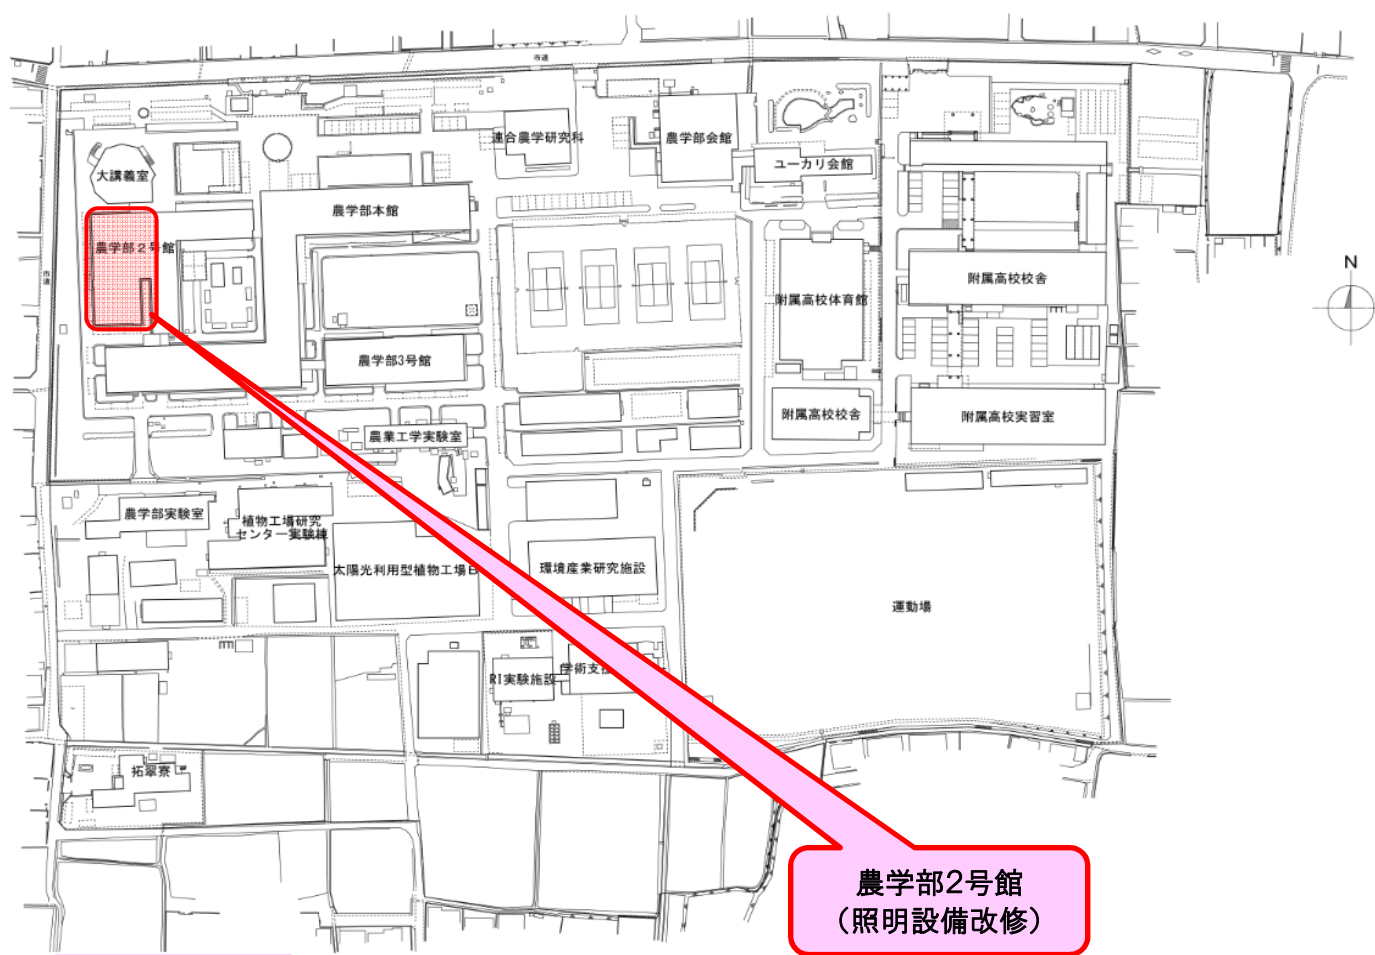 市道
連合農学研究科
農学部会館
ユーカリ会館
大講義室
農学部本館
農学部２号館
市道
N
附属高校校舎
附属高校体育館
農学部3号館
附属高校校舎
附属高校実習室
農業工学実験室
農学部実験室
植物工場研究
センター実験棟
太陽光利用型植物工場B
環境産業研究施設
運動場
学術支援
RI実験施設
拓翠寮
農学部2号館
（照明設備改修）